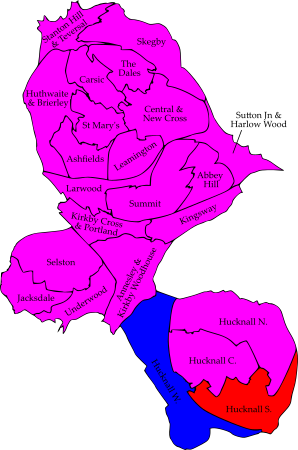 Stanton Hill
& Teversal
Skegby
The
Dales
Carsic
Huthwaite
& Brierley
Central &
New Cross
St Mary's
Sutton Jn &
Harlow Wood
Leamington
Ashfields
Abbey
Hill
Larwood
Summit
Kingsway
Kirkby Cross
& Portland
Selston
Jacksdale
Underwood
Annesley &
Kirkby Woodhouse
Hucknall N.
Hucknall C.
Hucknall W.
Hucknall S.